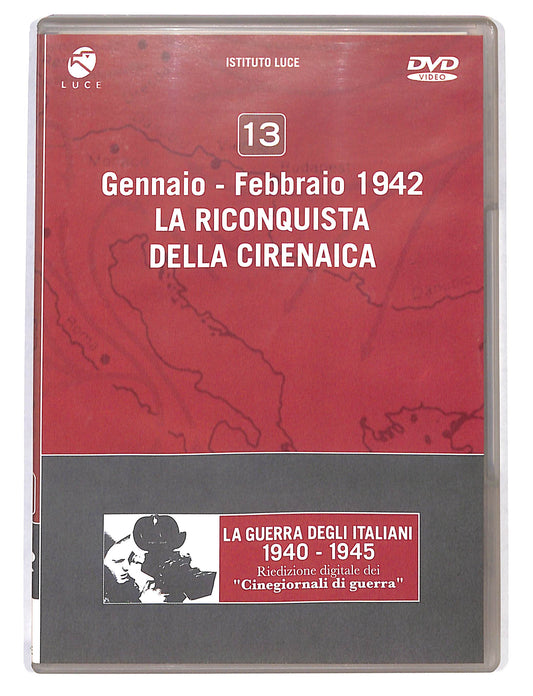 LUCE
ISTITUTO LUCE
DVD
VIDEO
13
Gennaio - Febbraio 1942
LA RICONQUISTA
DELLA CIRENAICA
LA GUERRA DEGLI ITALIANI
1940 - 1945
Riedizione digitale dei
"Cinegiornali di guerra"